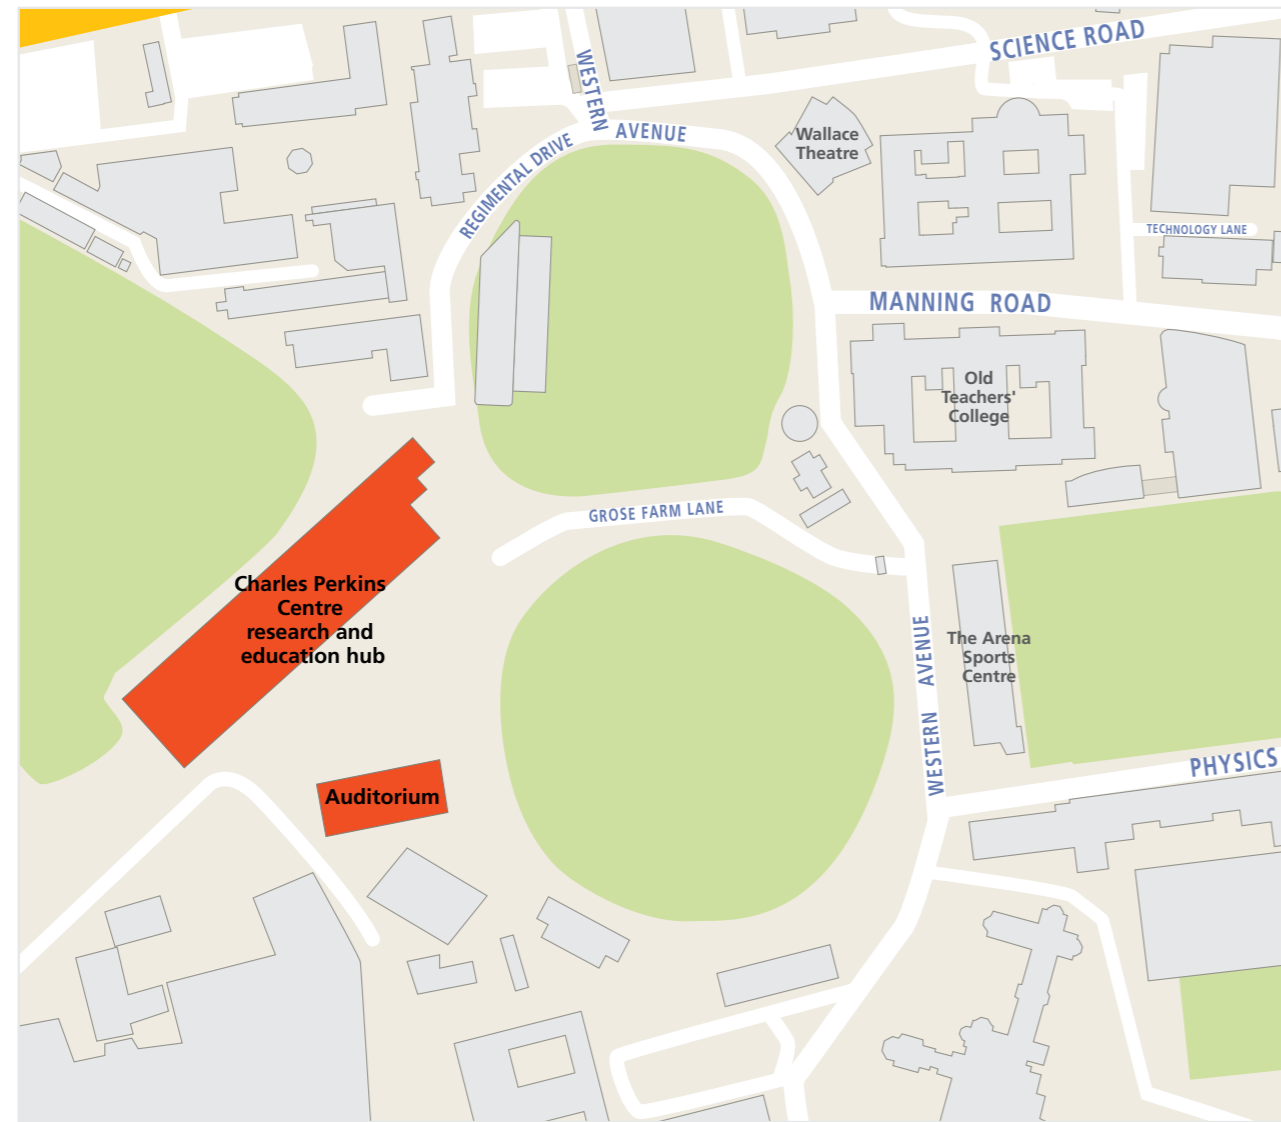 SCIENCE ROAD
WESTERN
AVENUE
REGIMENTAL DRIVE
Wallace
Theatre
TECHNOLOGY LANE
MANNING ROAD
Old
Teachers'
College
GROSE FARM LANE
Charles Perkins
Centre
research and
education hub
WESTERN AVENUE
The Arena
Sports
Centre
PHYSICS
Auditorium